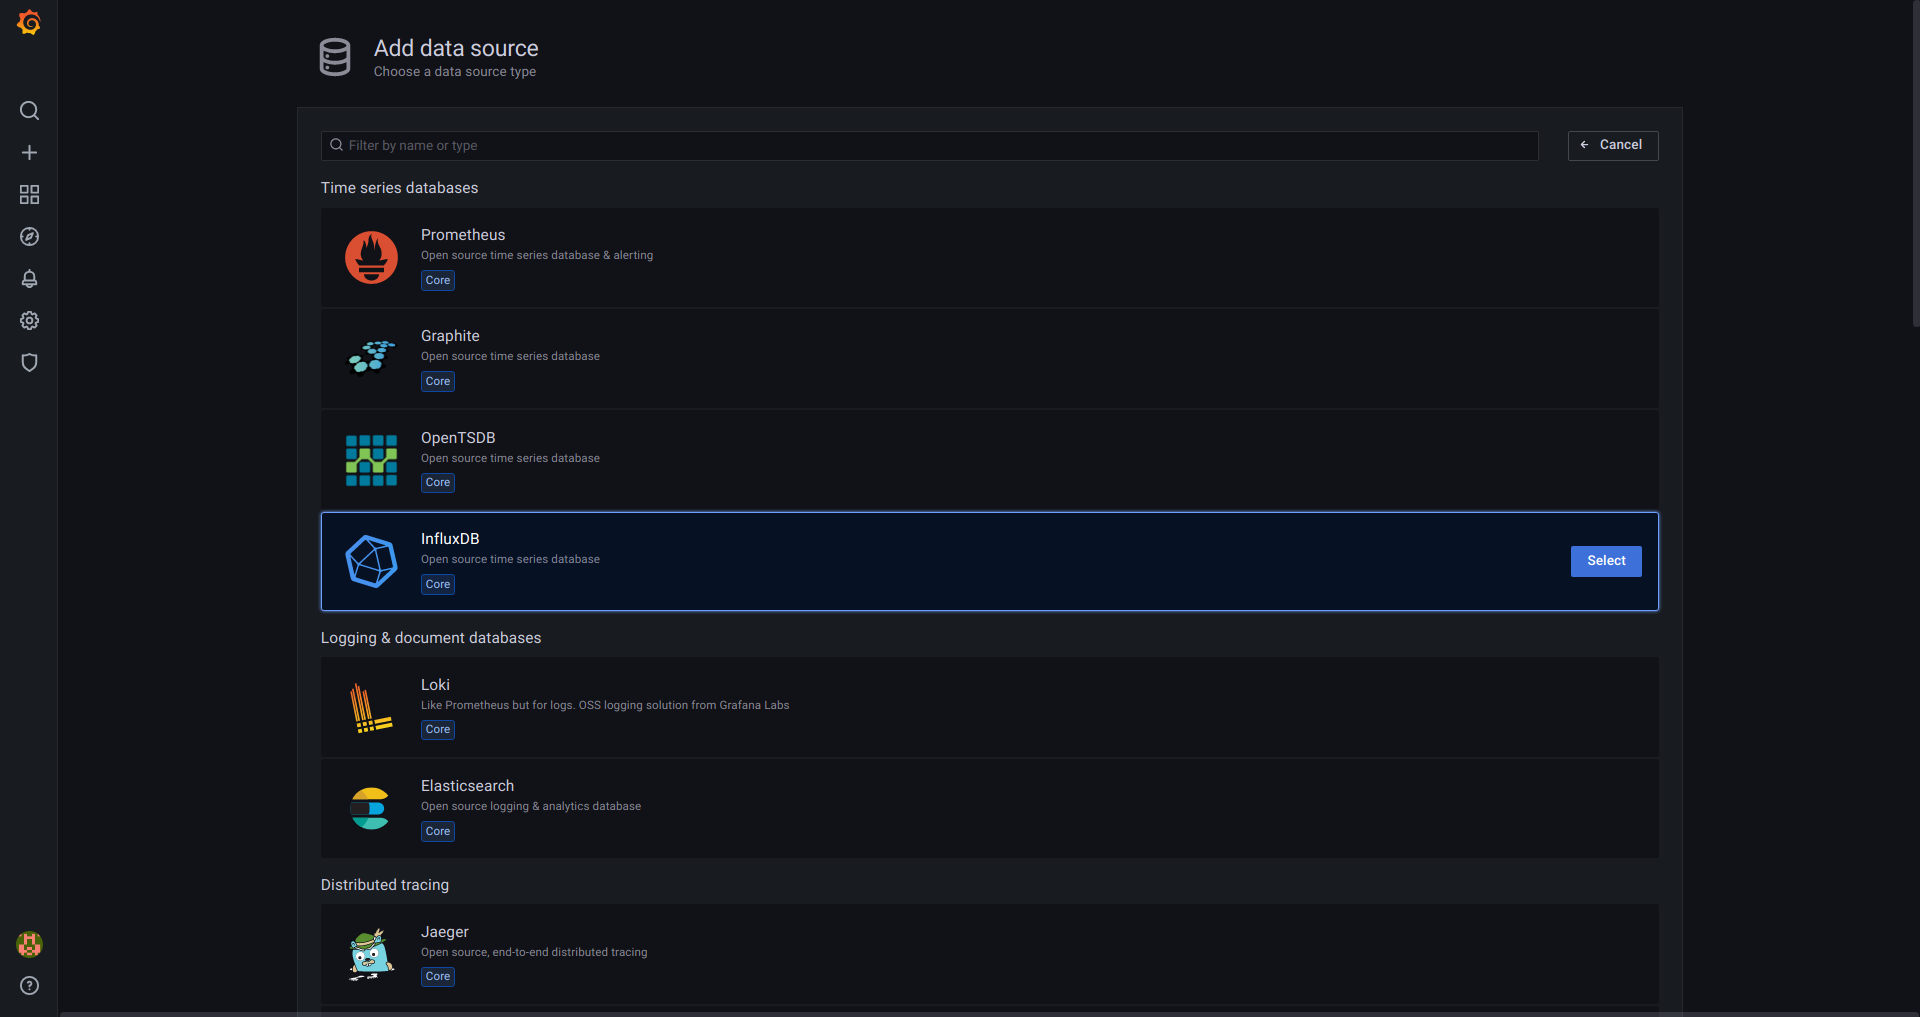 Add data source
Choose a data source type
Filter by name or type
Cancel
Time series databases
Prometheus
Open source time series database & alerting
Core
Graphite
Open source time series database
Core
OpenTSDB
Open source time series database
Core
InfluxDB
Open source time series database
Core
Select
Logging & document databases
Loki
Like Prometheus but for logs. OSS logging solution from Grafana Labs
Core
Elasticsearch
Open source logging & analytics database
Core
Distributed tracing
Jaeger
Open source, end-to-end distributed tracing
Core